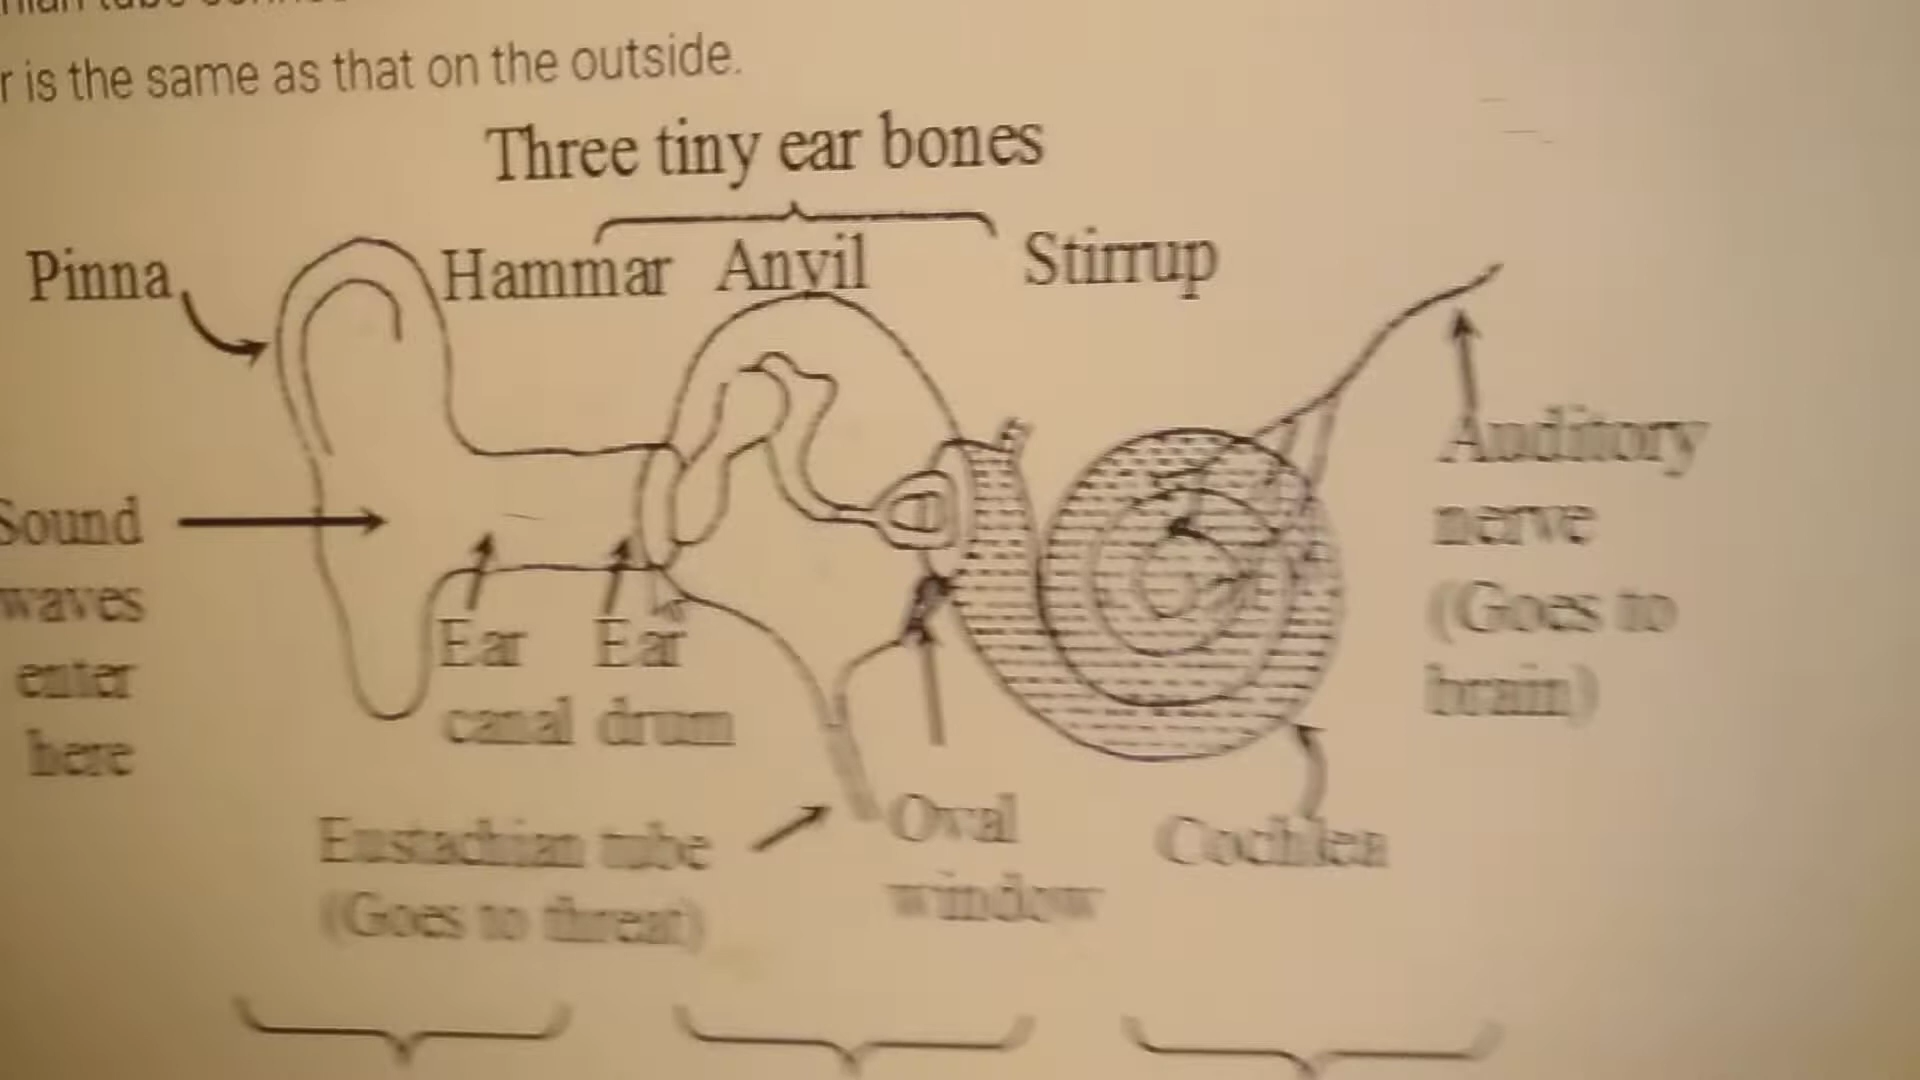 r is the same as that on the outside.
Three tiny ear bones
Pinna
Hammar Anvil Stirrup
Sound
waves
enter
here
Ear
canal
Ear
drum
Auditory
nerve
(Goes to
brain)
Eustachian tube
(Goes to threat)
Oval
window
Cochlea